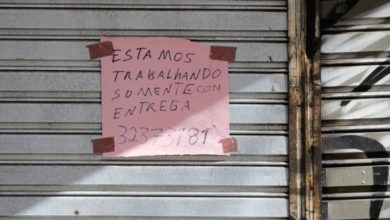 ESTAMOS
TRABALHANDO
SOMENTE COM
ENTREGA
32373181